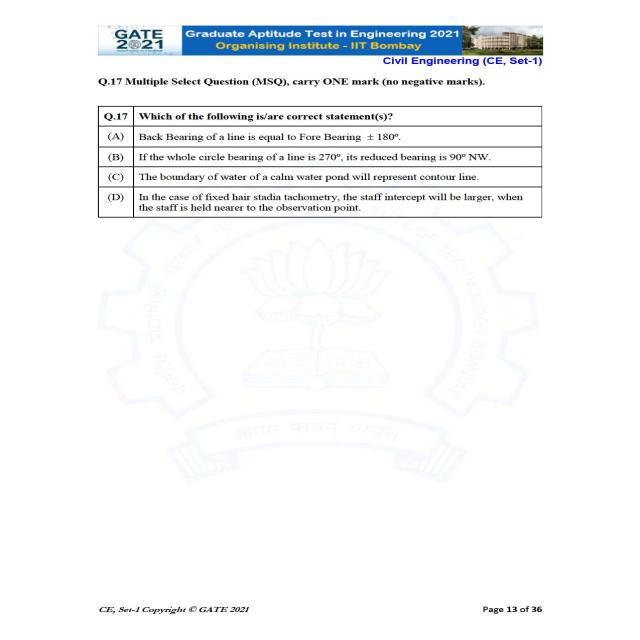 GATE
2021
Graduate Aptitude Test in Engineering 2021
Organising Institute - IIT Bombay
Civil Engineering (CE, Set-1)
Q.17 Multiple Select Question (MSQ), carry ONE mark (no negative marks).
Q.17 Which of the following is/are correct statement(s)?
(A) Back Bearing of a line is equal to Fore Bearing ± 180º.
(B) If the whole circle bearing of a line is 270º, its reduced bearing is 90º NW.
(C) The boundary of water of a calm water pond will represent contour line.
(D) In the case of fixed hair stadia tachometry, the staff intercept will be larger, when
the staff is held nearer to the observation point.
ज्ञानम् परमम् ध्येयम्
CE, Set-1 Copyright © GATE 2021
Page 13 of 36